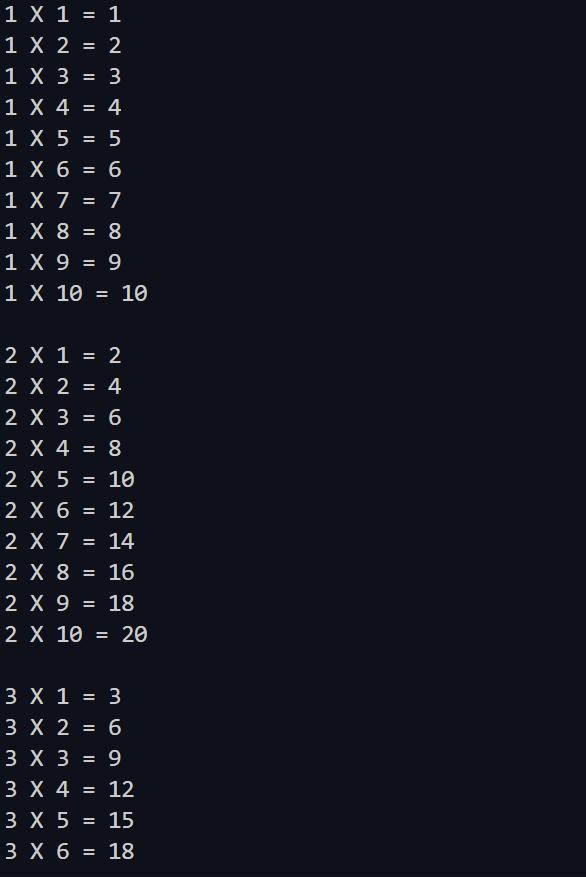 1 X 1 = 1
1 X 2 = 2
1 X 3 = 3
1 X 4 = 4
1 X 5 = 5
1 X 6 = 6
1 X 7 = 7
1 X 8 = 8
1 X 9 = 9
1 X 10 = 10

2 X 1 = 2
2 X 2 = 4
2 X 3 = 6
2 X 4 = 8
2 X 5 = 10
2 X 6 = 12
2 X 7 = 14
2 X 8 = 16
2 X 9 = 18
2 X 10 = 20

3 X 1 = 3
3 X 2 = 6
3 X 3 = 9
3 X 4 = 12
3 X 5 = 15
3 X 6 = 18